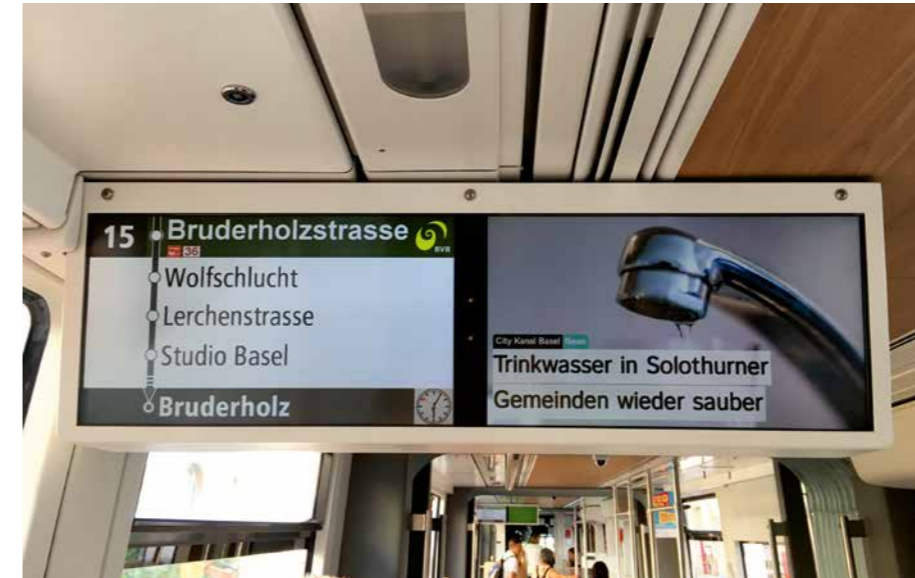 15
Bruderholzstrasse
BVB
36
Wolfschlucht
Lerchenstrasse
Studio Basel
Bruderholz
City Kanal Basel News
Trinkwasser in Solothurner
Gemeinden wieder sauber